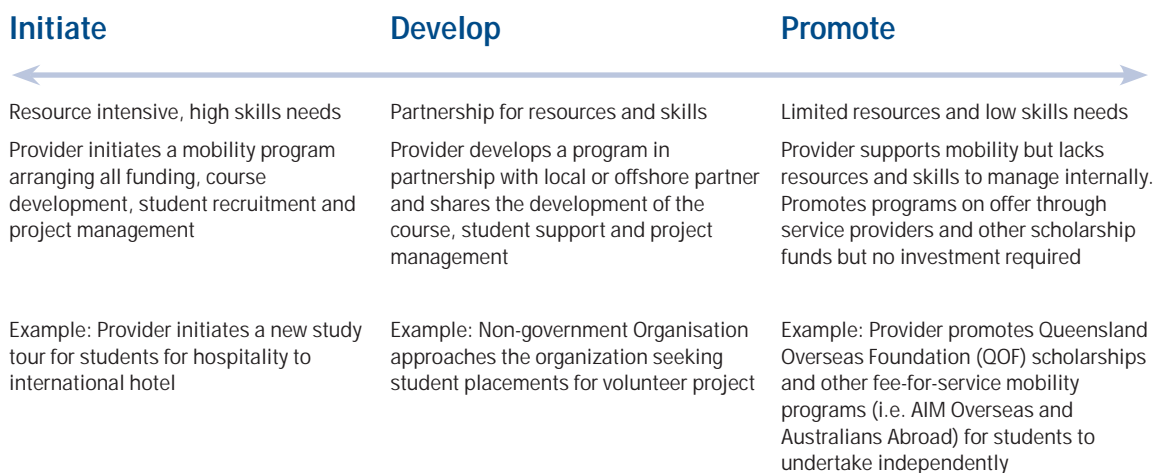 Initiate
Develop
Promote
Resource intensive, high skills needs
Partnership for resources and skills
Limited resources and low skills needs
Provider initiates a mobility program
arranging all funding, course
development, student recruitment and
project management
Provider develops a program in
partnership with local or offshore partner
and shares the development of the
course, student support and project
management
Provider supports mobility but lacks
resources and skills to manage internally.
Promotes programs on offer through
service providers and other scholarship
funds but no investment required
Example: Provider initiates a new study
tour for students for hospitality to
international hotel
Example: Non-government Organisation
approaches the organization seeking
student placements for volunteer project
Example: Provider promotes Queensland
Overseas Foundation (QOF) scholarships
and other fee-for-service mobility
programs (i.e. AIM Overseas and
Australians Abroad) for students to
undertake independently